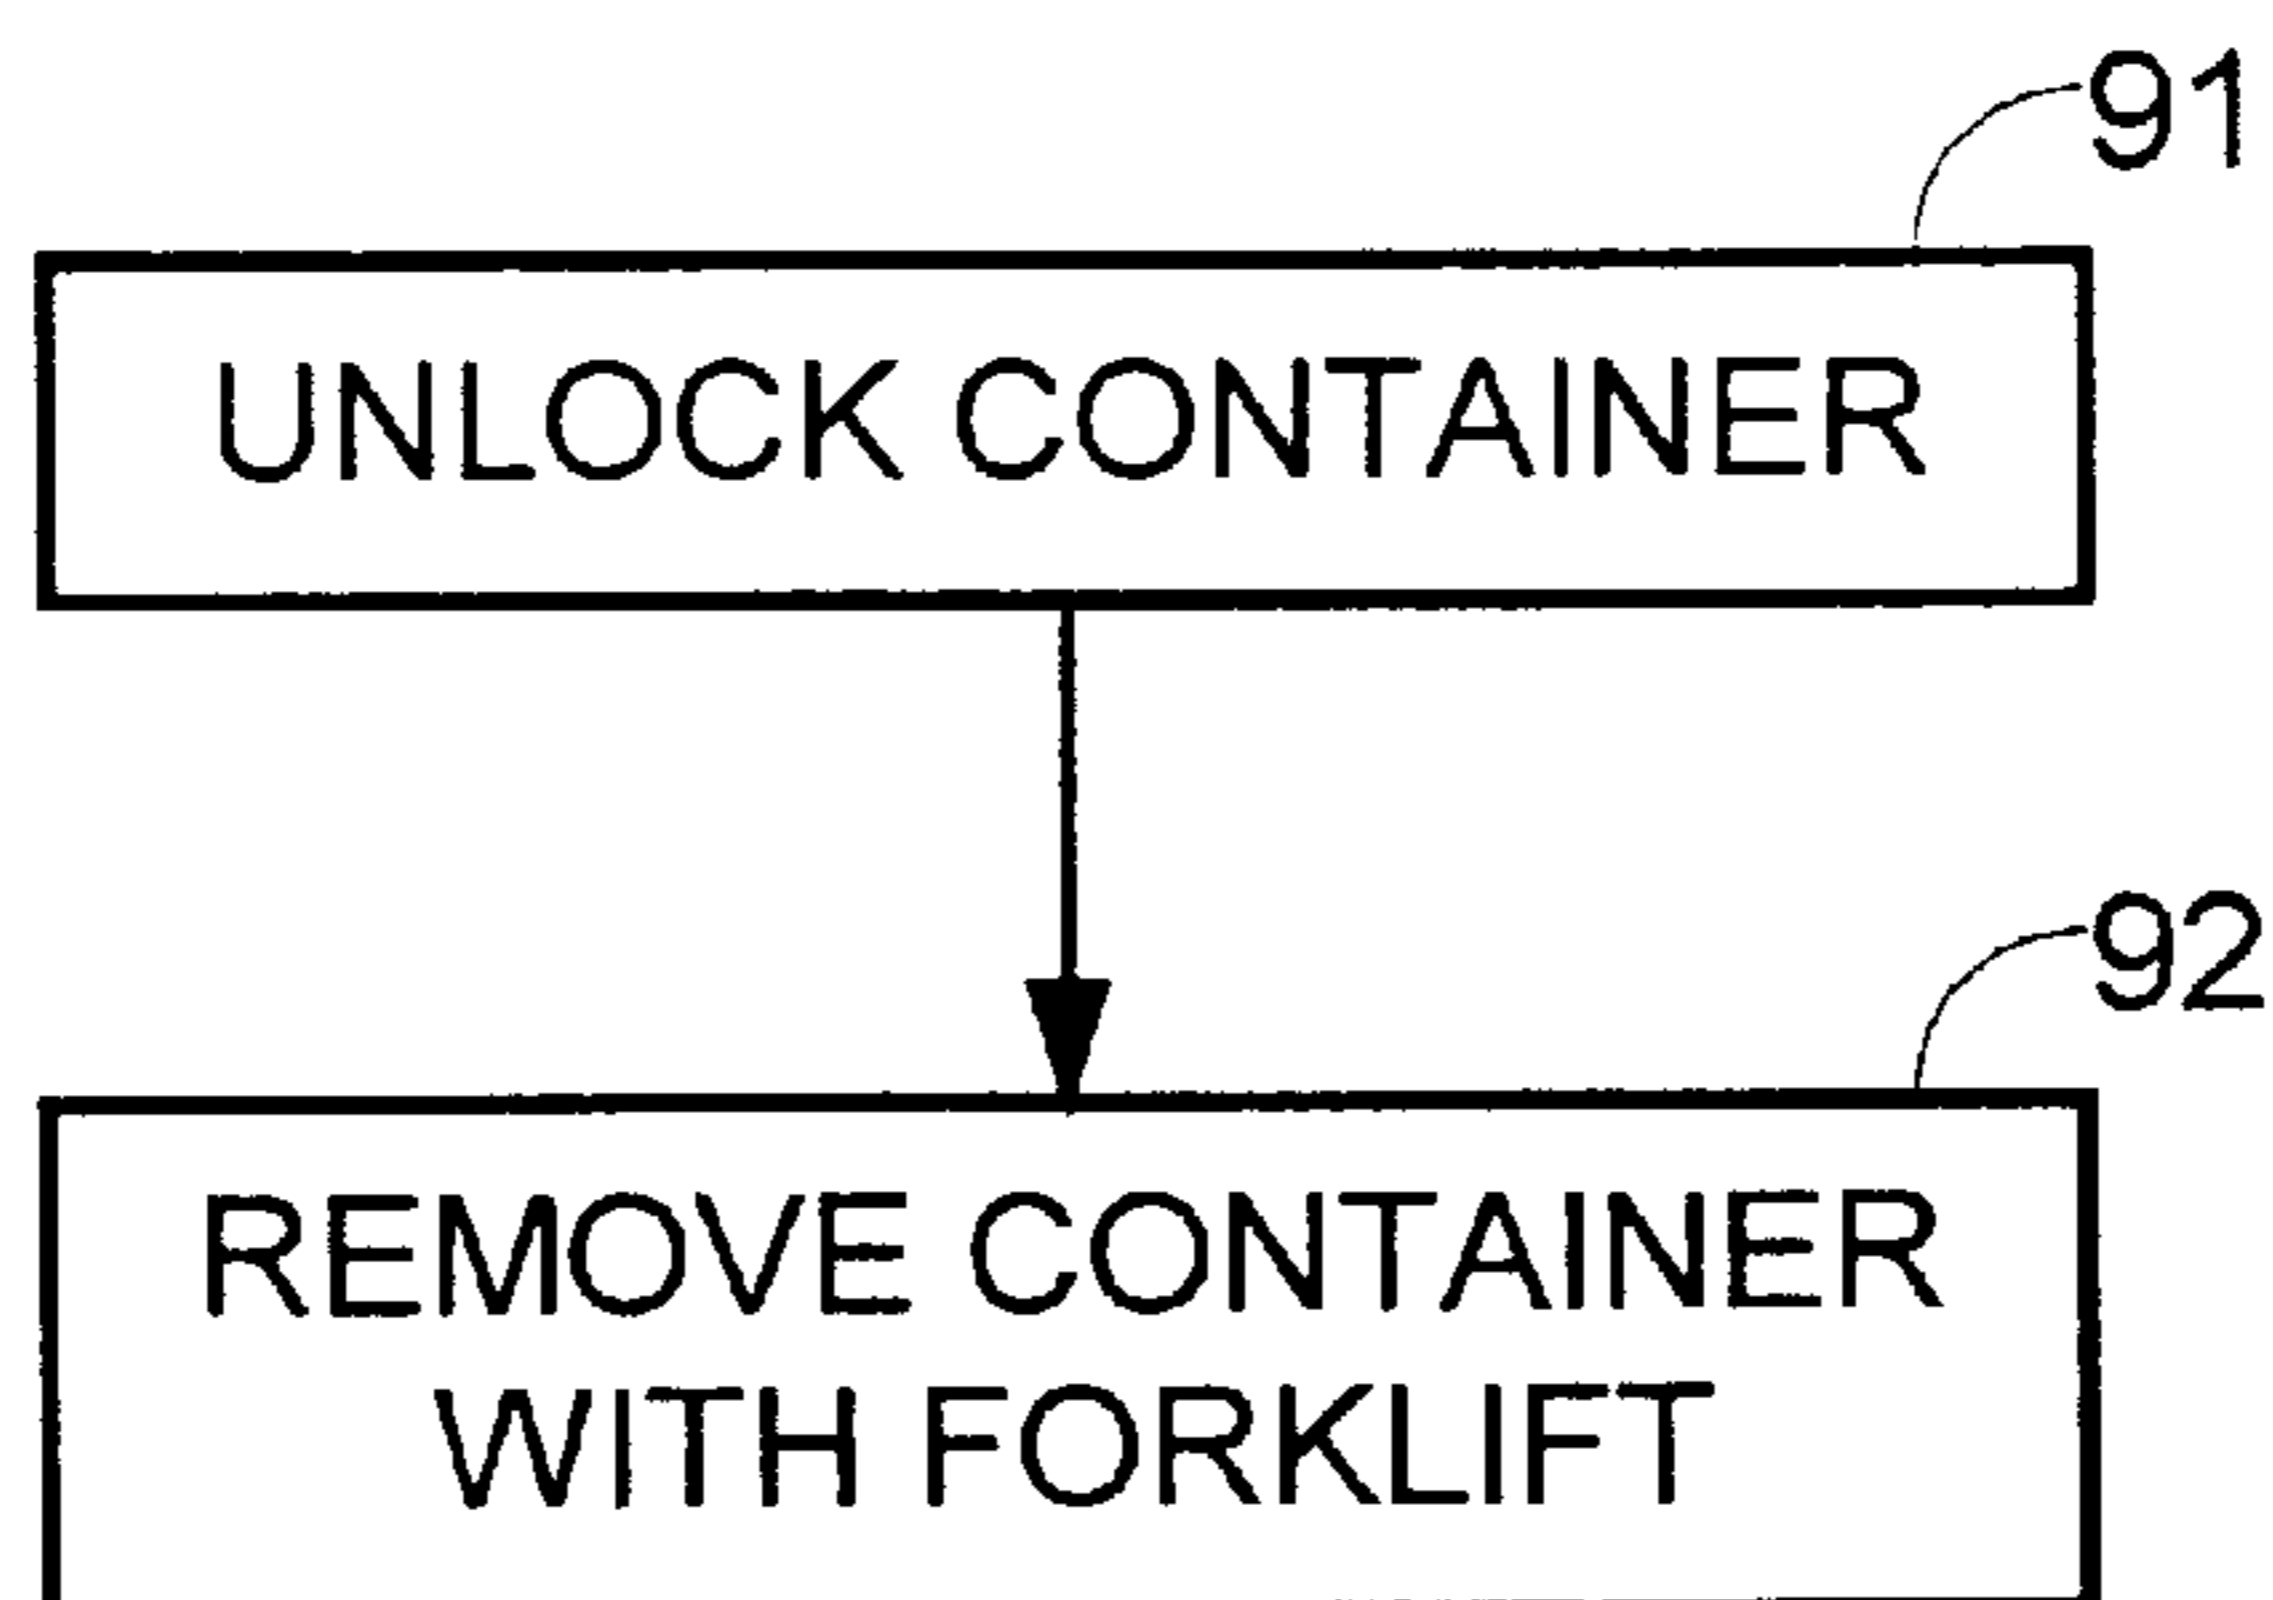 91
UNLOCK CONTAINER
92
REMOVE CONTAINER
WITH FORKLIFT